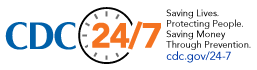 CDC 24/7
Saving Lives.
Protecting People.
Saving Money
Through Prevention.
cdc.gov/24-7